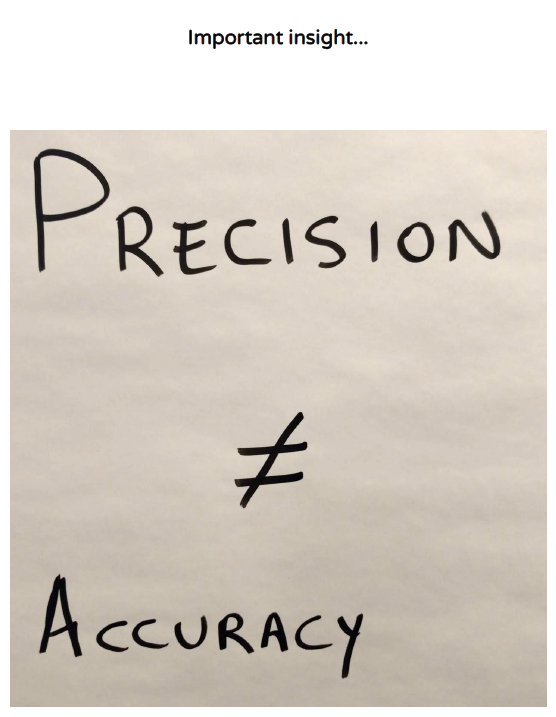 Important insight...
PRECISION
≠
ACCURACY